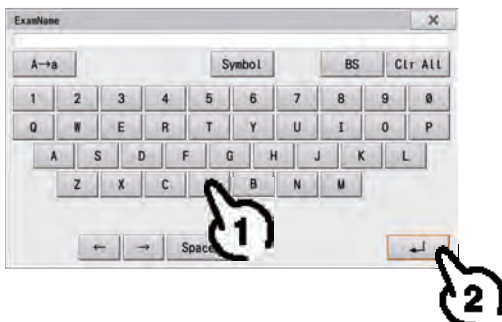 ExamName ×
A→a Symbol BS Clr All
1 2 3 4 5 6 7 8 9 0
Q W E R T Y U I O P
A S D F G H J K L
Z X C B N M
← → Space ↵
1
2